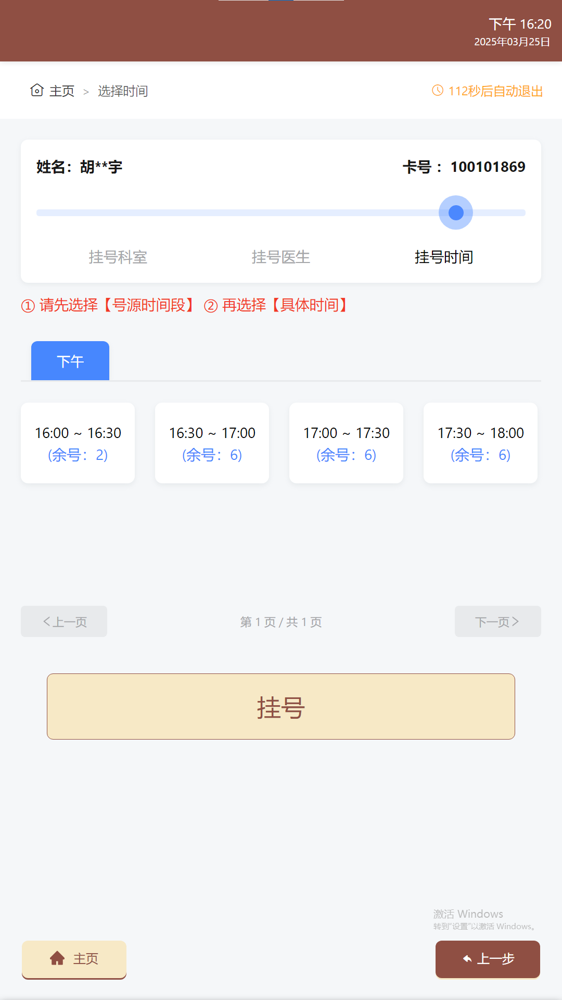 下午 16:20
2025年03月25日
主页 > 选择时间
112秒后自动退出
姓名：胡**宇
卡号 ：100101869
挂号科室
挂号医生
挂号时间
① 请先选择【号源时间段】 ② 再选择【具体时间】
下午
16:00 ~ 16:30
(余号：2)
16:30 ~ 17:00
(余号：6)
17:00 ~ 17:30
(余号：6)
17:30 ~ 18:00
(余号：6)
上一页
第 1 页 / 共 1 页
下一页
挂号
激活 Windows
转到“设置”以激活 Windows。
主页
上一步